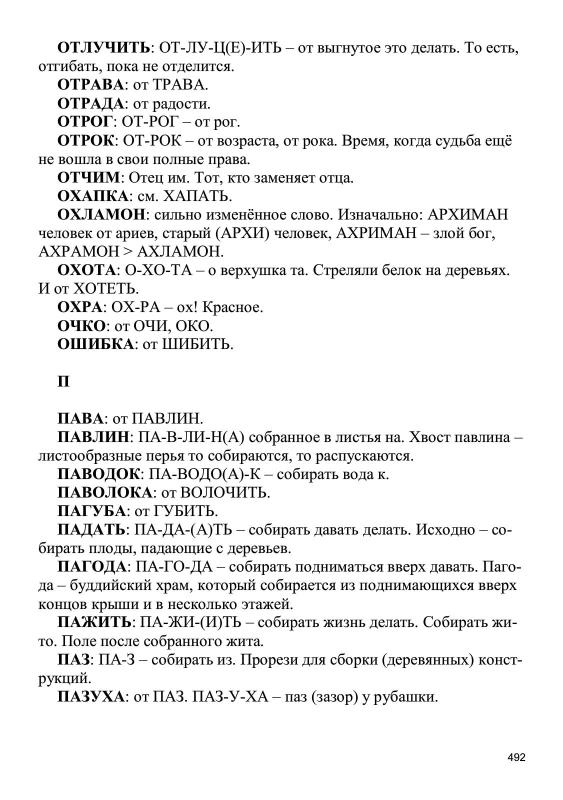 ОТЛУЧИТЬ: ОТ-ЛУ-Ц(Е)-ИТЬ – от выгнутое это делать. То есть,
отгибать, пока не отделится.
ОТРАВА: от ТРАВА.
ОТРАДА: от радости.
ОТРОГ: ОТ-РОГ – от рог.
ОТРОК: ОТ-РОК – от возраста, от рока. Время, когда судьба ещё
не вошла в свои полные права.
ОТЧИМ: Отец им. Тот, кто заменяет отца.
ОХАПКА: см. ХАПАТЬ.
ОХЛАМОН: сильно изменённое слово. Изначально: АРХИМАН
человек от ариев, старый (АРХИ) человек, АХРИМАН – злой бог,
АХРАМОН > АХЛАМОН.
ОХОТА: О-ХО-ТА – о верхушка та. Стреляли белок на деревьях.
И от ХОТЕТЬ.
ОХРА: ОХ-РА – ох! Красное.
ОЧКО: от ОЧИ, ОКО.
ОШИБКА: от ШИБИТЬ.
П
ПАВА: от ПАВЛИН.
ПАВЛИН: ПА-В-ЛИ-Н(А) собранное в листья на. Хвост павлина –
листообразные перья то собираются, то распускаются.
ПАВОДОК: ПА-ВОДО(А)-К – собирать вода к.
ПАВОЛОКА: от ВОЛОЧИТЬ.
ПАГУБА: от ГУБИТЬ.
ПАДАТЬ: ПА-ДА-(А)ТЬ – собирать давать делать. Исходно – со-
бирать плоды, падающие с деревьев.
ПАГОДА: ПА-ГО-ДА – собирать подниматься вверх давать. Паго-
да – буддийский храм, который собирается из поднимающихся вверх
концов крыши и в несколько этажей.
ПАЖИТЬ: ПА-ЖИ-(И)ТЬ – собирать жизнь делать. Собирать жи-
то. Поле после собранного жита.
ПАЗ: ПА-З – собирать из. Прорези для сборки (деревянных) конст-
рукций.
ПАЗУХА: от ПАЗ. ПАЗ-У-ХА – паз (зазор) у рубашки.
492